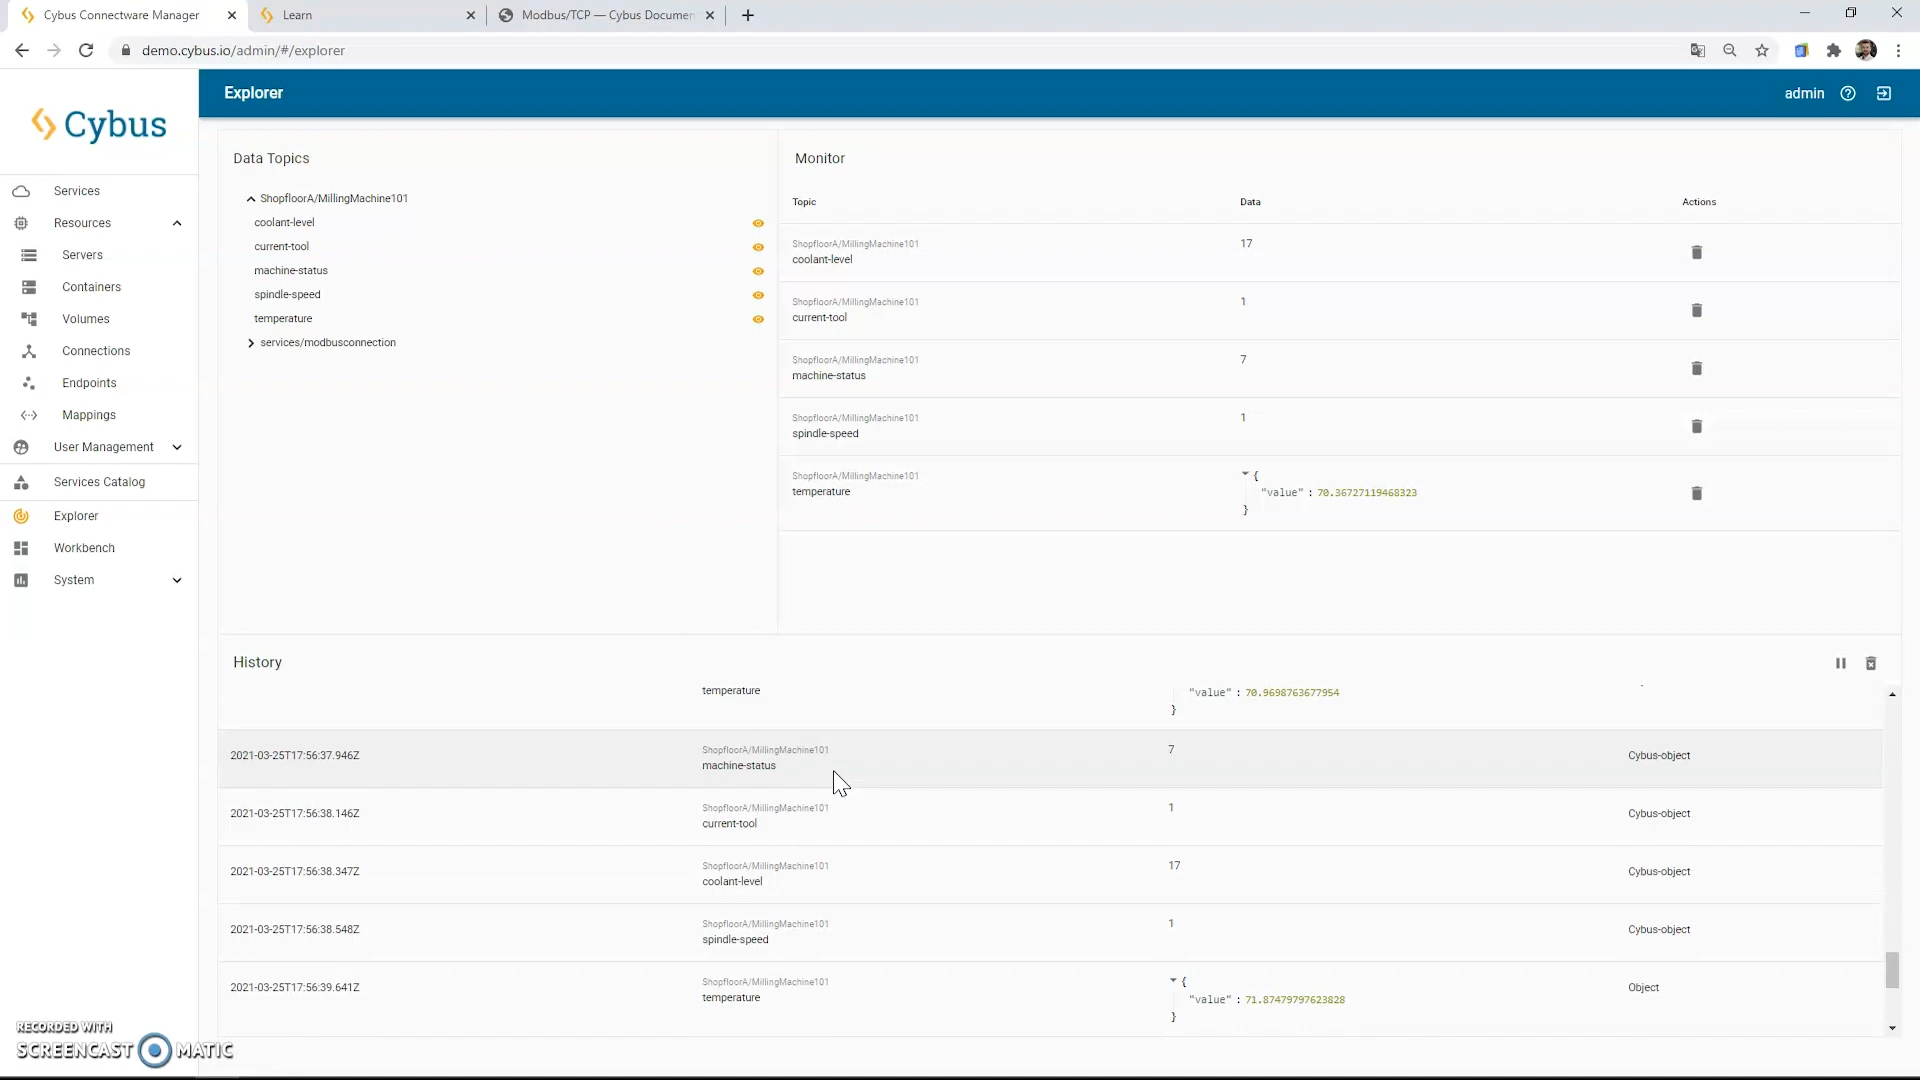 Cybus Connectware Manager
Learn
Modbus/TCP — Cybus Documen
demo.cybus.io/admin/#/explorer
Cybus
Explorer
admin
Services
Resources
Servers
Containers
Volumes
Connections
Endpoints
Mappings
User Management
Services Catalog
Explorer
Workbench
System
Data Topics
ShopfloorA/MillingMachine101
coolant-level
current-tool
machine-status
spindle-speed
temperature
services/modbusconnection
Monitor
Topic Data Actions
ShopfloorA/MillingMachine101
coolant-level
17
ShopfloorA/MillingMachine101
current-tool
1
ShopfloorA/MillingMachine101
machine-status
7
ShopfloorA/MillingMachine101
spindle-speed
1
ShopfloorA/MillingMachine101
temperature
{
"value" : 70.36727119468323
}
History
temperature
"value" : 70.9698763677954
}
2021-03-25T17:56:37.946Z
ShopfloorA/MillingMachine101
machine-status
7
Cybus-object
2021-03-25T17:56:38.146Z
ShopfloorA/MillingMachine101
current-tool
1
Cybus-object
2021-03-25T17:56:38.347Z
ShopfloorA/MillingMachine101
coolant-level
17
Cybus-object
2021-03-25T17:56:38.548Z
ShopfloorA/MillingMachine101
spindle-speed
1
Cybus-object
2021-03-25T17:56:39.641Z
ShopfloorA/MillingMachine101
temperature
{
"value" : 71.87479797623828
}
Object
RECORDED WITH
SCREENCAST MATIC